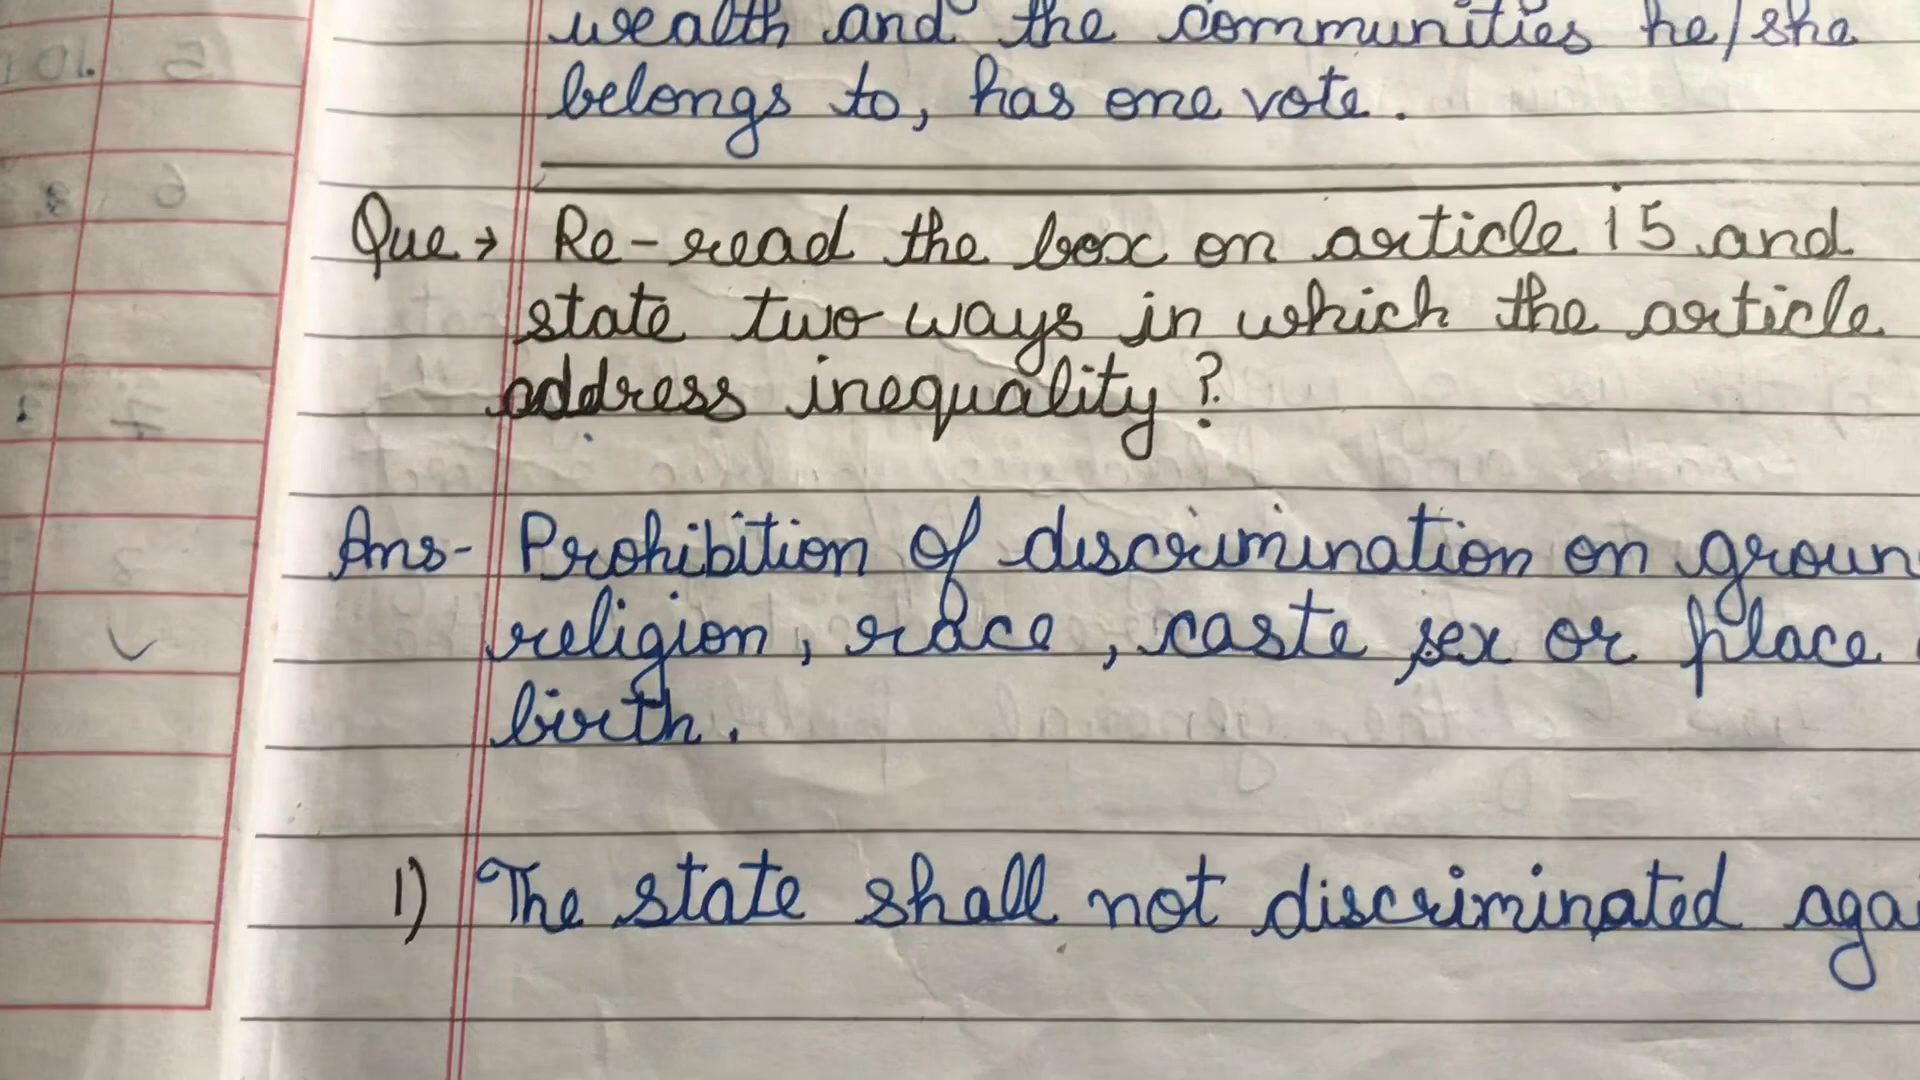 wealth and the communities he/she
belongs to, has one vote.
Que → Re-read the box on article 15 and
state two ways in which the article
address inequality?
Ans- Prohibition of discrimination on groun
religion, race, caste sex or place
birth.
1) The state shall not discriminated agai